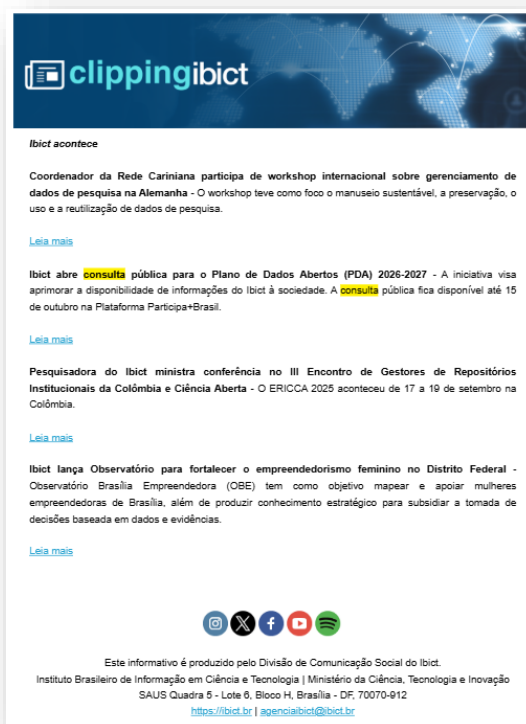 clippingibict
Ibict acontece
Coordenador da Rede Cariniana participa de workshop internacional sobre gerenciamento de
dados de pesquisa na Alemanha - O workshop teve como foco o manuseio sustentável, a preservação, o
uso e a reutilização de dados de pesquisa.
Leia mais
Ibict abre consulta pública para o Plano de Dados Abertos (PDA) 2026-2027 - A iniciativa visa
aprimorar a disponibilidade de informações do Ibict à sociedade. A consulta pública fica disponível até 15
de outubro na Plataforma Participa+Brasil.
Leia mais
Pesquisadora do Ibict ministra conferência no III Encontro de Gestores de Repositórios
Institucionais da Colômbia e Ciência Aberta - O ERICCA 2025 aconteceu de 17 a 19 de setembro na
Colômbia.
Leia mais
Ibict lança Observatório para fortalecer o empreendedorismo feminino no Distrito Federal -
Observatório Brasília Empreendedora (OBE) tem como objetivo mapear e apoiar mulheres
empreendedoras de Brasília, além de produzir conhecimento estratégico para subsidiar a tomada de
decisões baseada em dados e evidências.
Leia mais
Este informativo é produzido pelo Divisão de Comunicação Social do Ibict.
Instituto Brasileiro de Informação em Ciência e Tecnologia | Ministério da Ciência, Tecnologia e Inovação
SAUS Quadra 5 - Lote 6, Bloco H, Brasília - DF, 70070-912
https://ibict.br | agenciaibict@ibict.br